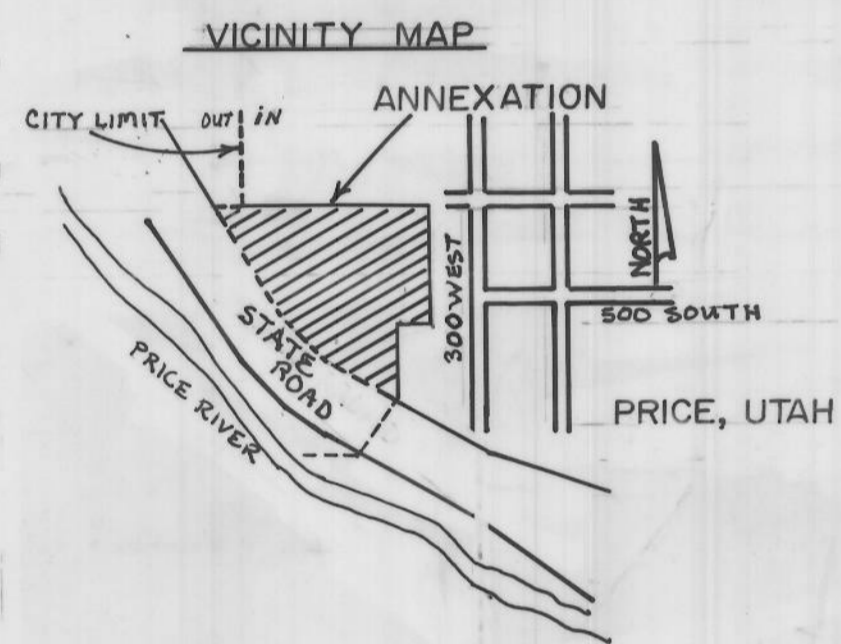 VICINITY MAP
ANNEXATION
CITY LIMIT
OUT IN
300 WEST
NORTH
500 SOUTH
STATE
ROAD
PRICE RIVER
PRICE, UTAH